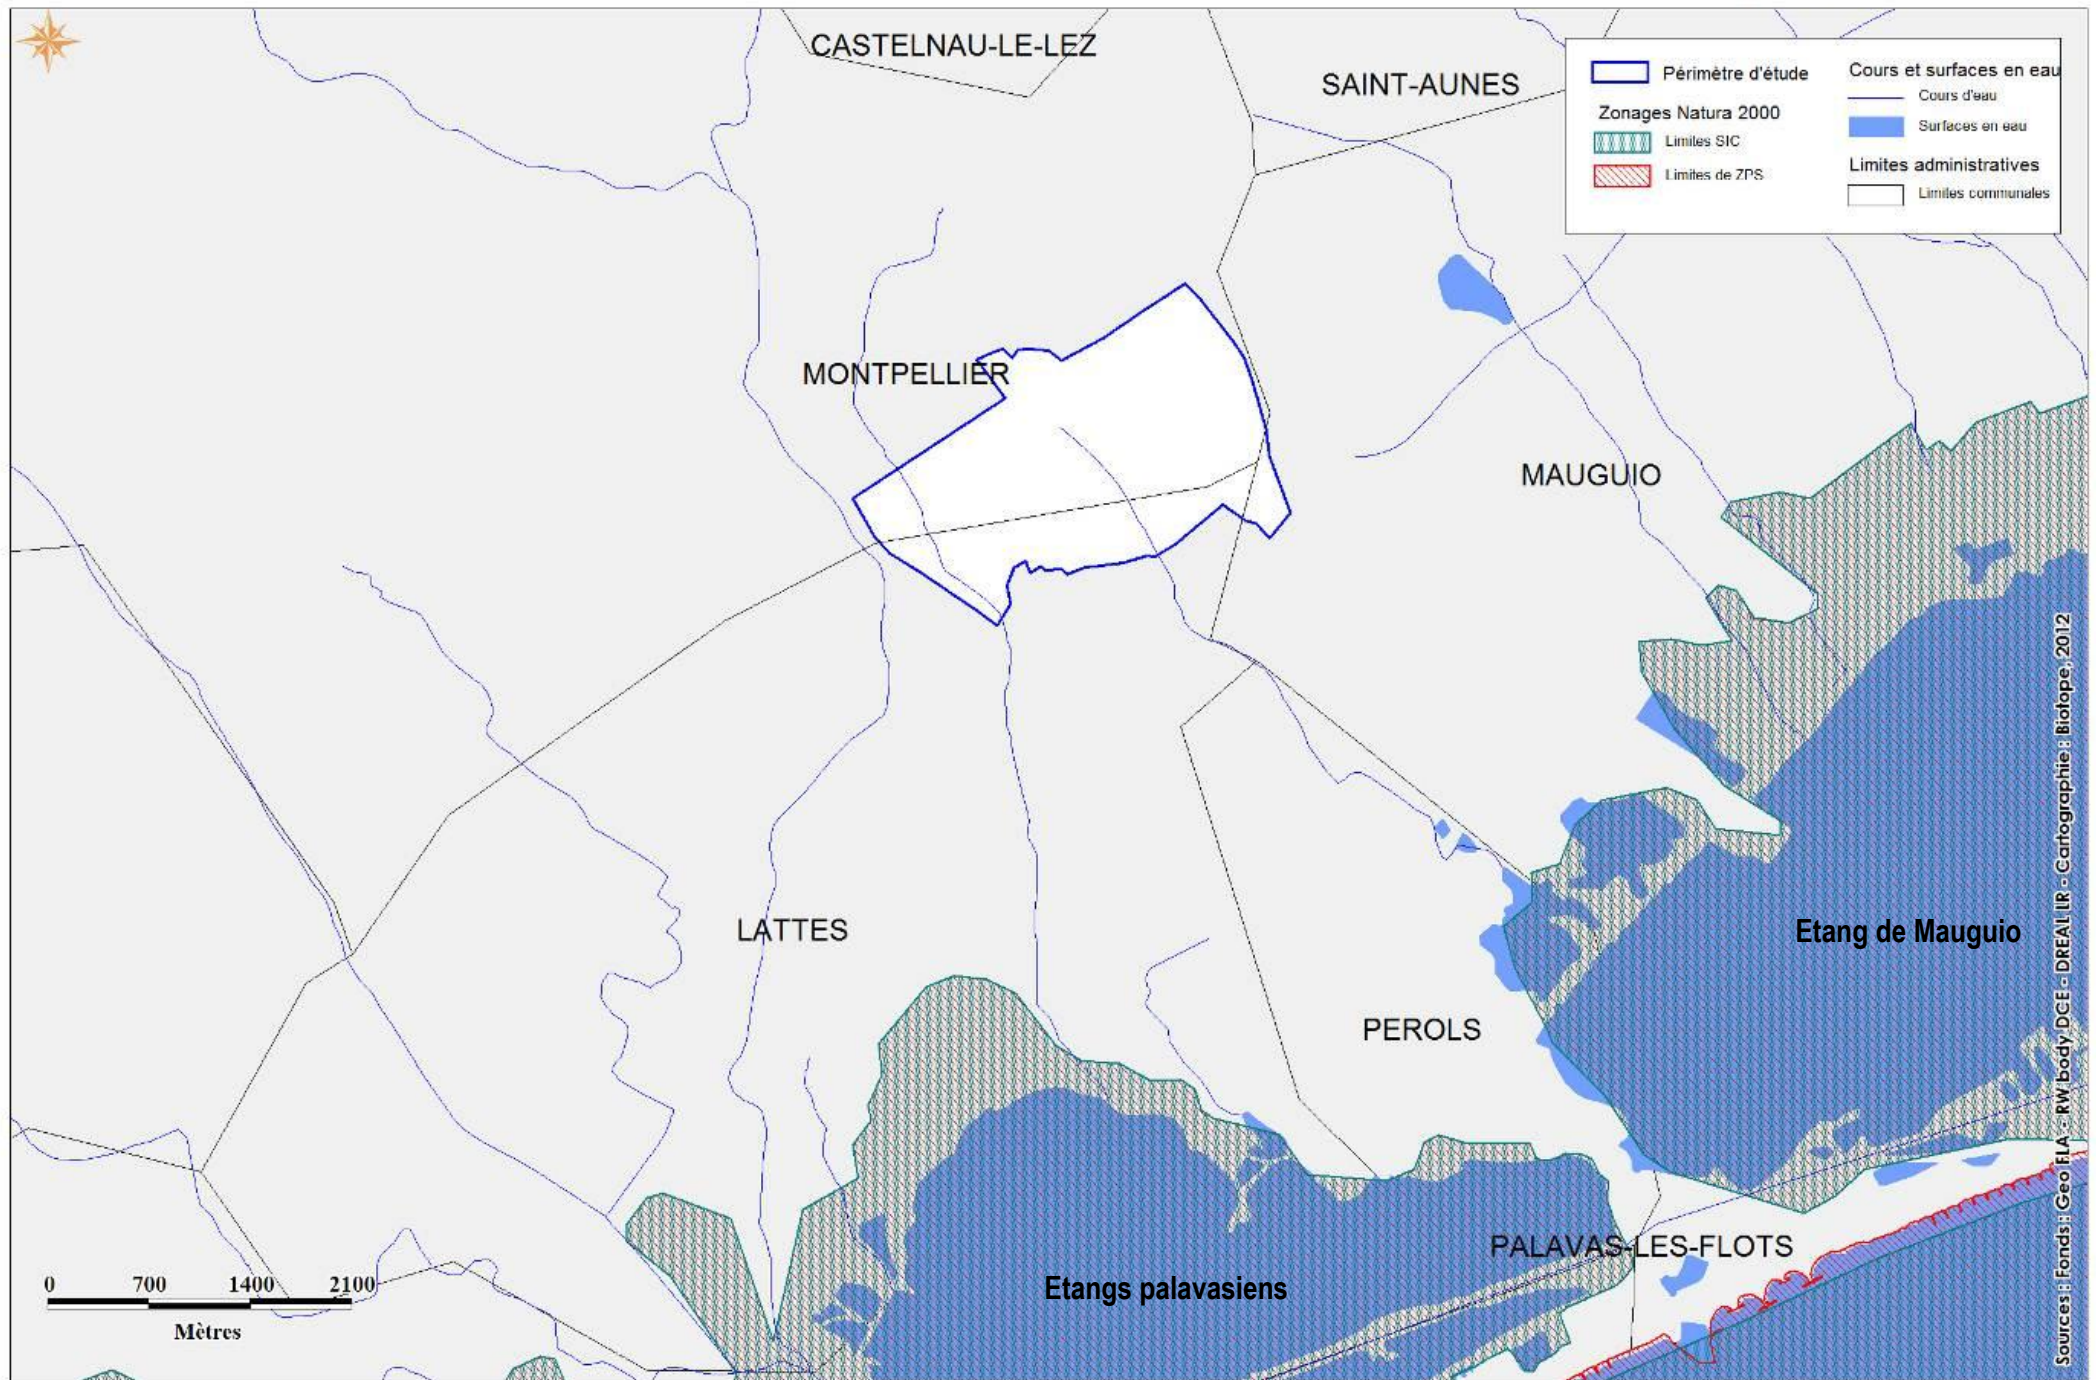 CASTELNAU-LE-LEZ
SAINT-AUNES
Périmètre d'étude
Zonages Natura 2000
Limites SIC
Limites de ZPS
Cours et surfaces en eau
Cours d'eau
Surfaces en eau
Limites administratives
Limites communales
MONTPELLIER
MAUGUIO
LATTES
Etang de Mauguio
PEROLS
PALAVAS-LES-FLOTS
Etangs palavasiens
0 700 1400 2100
Mètres
Sources : Fonds : Geo FLA - RW body DCE - DREAL LR - Cartographie : Biotope, 2012